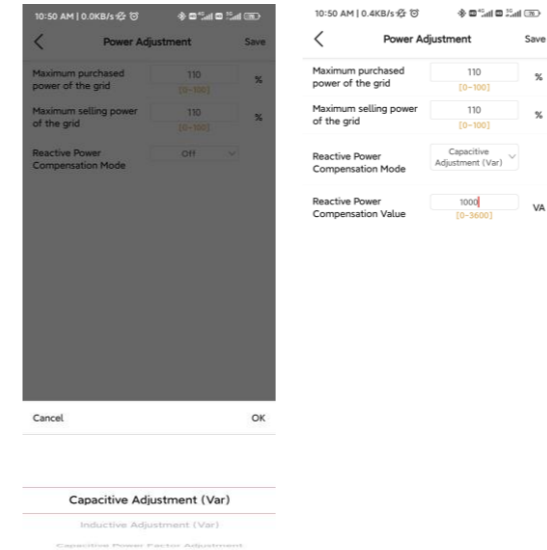 10:50 AM | 0.0KB/s
Power Adjustment
Save
Maximum purchased
power of the grid
110
%
[0~100]
Maximum selling power
of the grid
110
%
[0~100]
Reactive Power
Compensation Mode
Off
Cancel
OK
Capacitive Adjustment (Var)
Inductive Adjustment (Var)
Capacitive Power Factor Adjustment
10:50 AM | 0.4KB/s
Power Adjustment
Save
Maximum purchased
power of the grid
110
%
[0~100]
Maximum selling power
of the grid
110
%
[0~100]
Reactive Power
Compensation Mode
Capacitive
Adjustment (Var)
Reactive Power
Compensation Value
1000
VA
[0~3600]